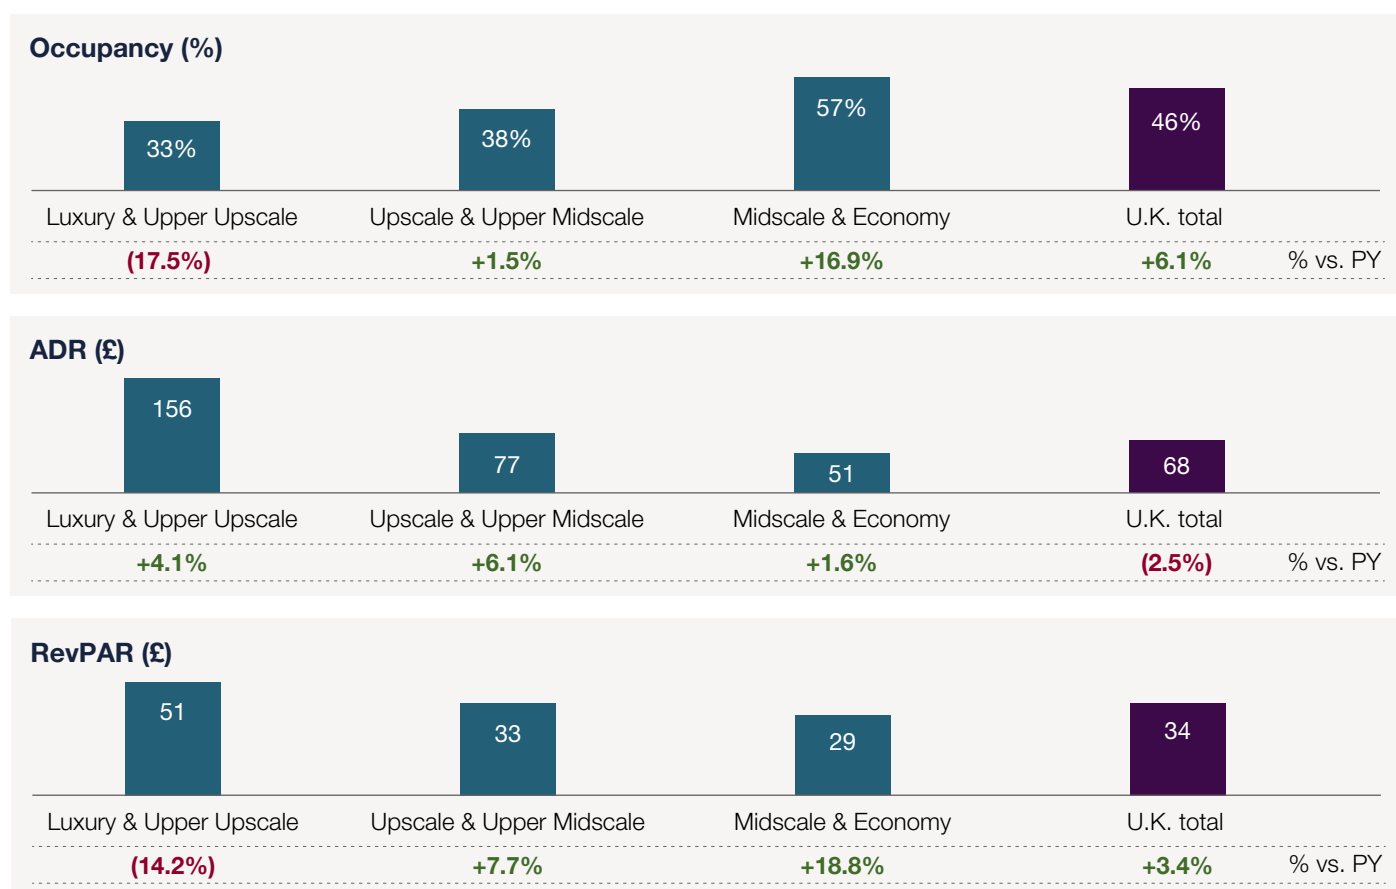 Occupancy (%)
33%
38%
57%
46%
Luxury & Upper Upscale Upscale & Upper Midscale Midscale & Economy U.K. total
(17.5%) +1.5% +16.9% +6.1% % vs. PY
ADR (£)
156
77
51
68
Luxury & Upper Upscale Upscale & Upper Midscale Midscale & Economy U.K. total
+4.1% +6.1% +1.6% (2.5%) % vs. PY
RevPAR (£)
51
33
29
34
Luxury & Upper Upscale Upscale & Upper Midscale Midscale & Economy U.K. total
(14.2%) +7.7% +18.8% +3.4% % vs. PY